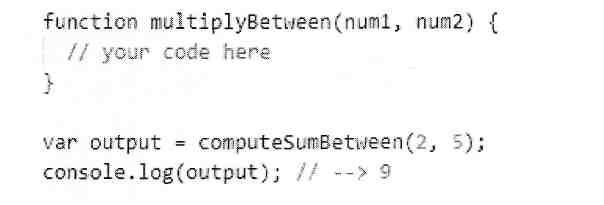 function multiplyBetween(num1, num2) {
// your code here
}
var output = computeSumBetween(2, 5);
console.log(output); // --> 9